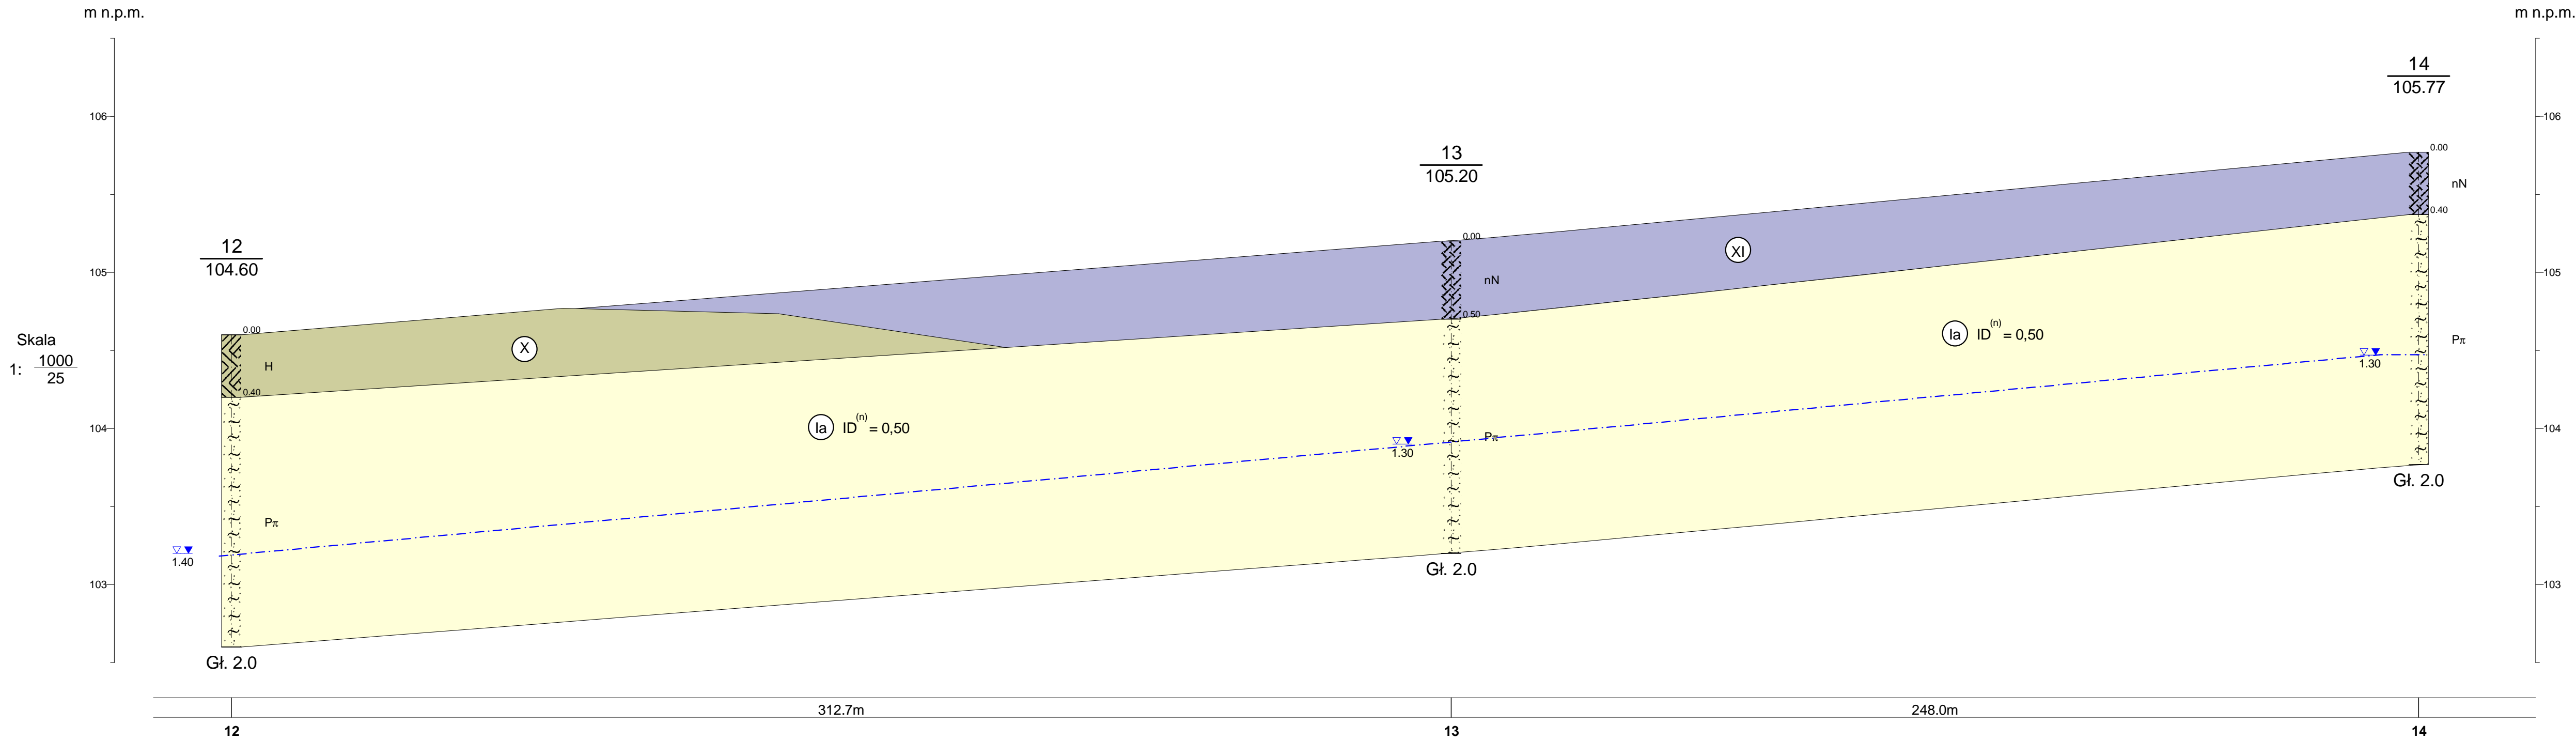 m n.p.m.
m n.p.m.
14
105.77
106
106
13
105.20
0.00
nN
0.40
12
104.60
0.00
XI
105
105
nN
0.50
0.00
Skala
1: 1000
25
X
H
0.40
Ia ID(n) = 0,50
Pπ
1.30
Ia ID(n) = 0,50
104
104
Pπ
1.30
Gł. 2.0
Pπ
1.40
Gł. 2.0
103
103
Gł. 2.0
312.7m
248.0m
12
13
14